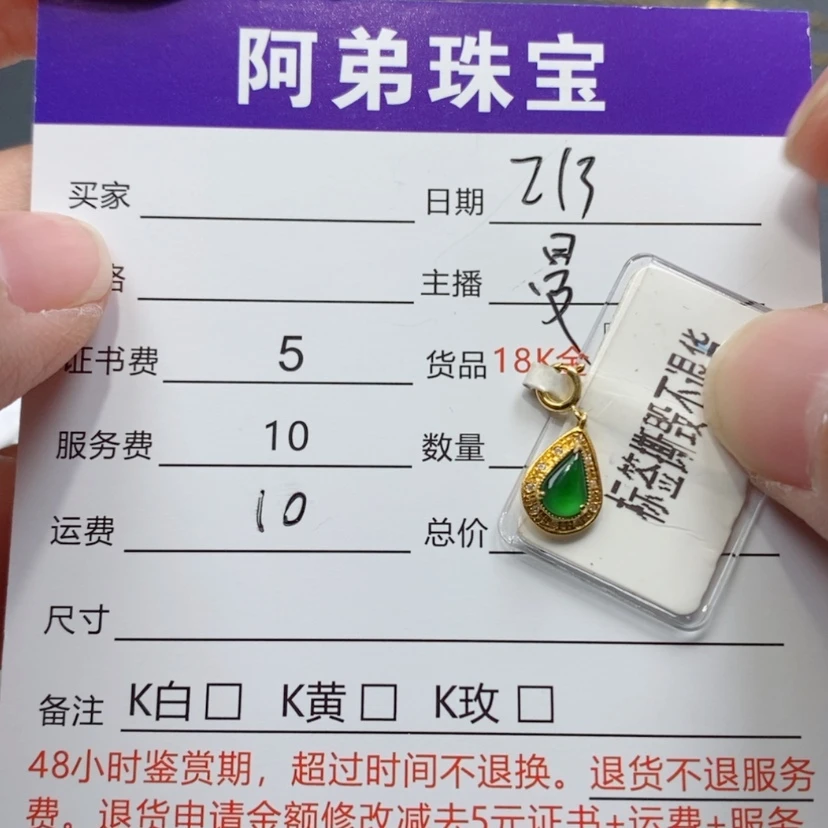 阿弟珠宝
买家 日期 213
主播 曼
证书费 5 货品 18K金
服务费 10 数量
运费 10 总价
标签撕毁不退货
尺寸
备注 K白 □ K黄 □ K玫 □
48小时鉴赏期，超过时间不退换。退货不退服务
费。退货申请金额修改减去5元证书+运费+服务